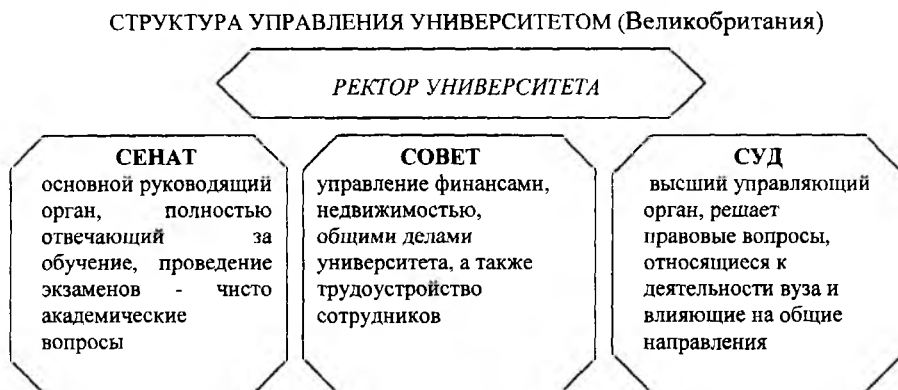 СТРУКТУРА УПРАВЛЕНИЯ УНИВЕРСИТЕТОМ (Великобритания)
РЕКТОР УНИВЕРСИТЕТА
СЕНАТ
основной руководящий
орган, полностью
отвечающий за
обучение, проведение
экзаменов - чисто
академические
вопросы
СОВЕТ
управление финансами,
недвижимостью,
общими делами
университета, а также
трудоустройство
сотрудников
СУД
высший управляющий
орган, решает
правовые вопросы,
относящиеся к
деятельности вуза и
влияющие на общие
направления